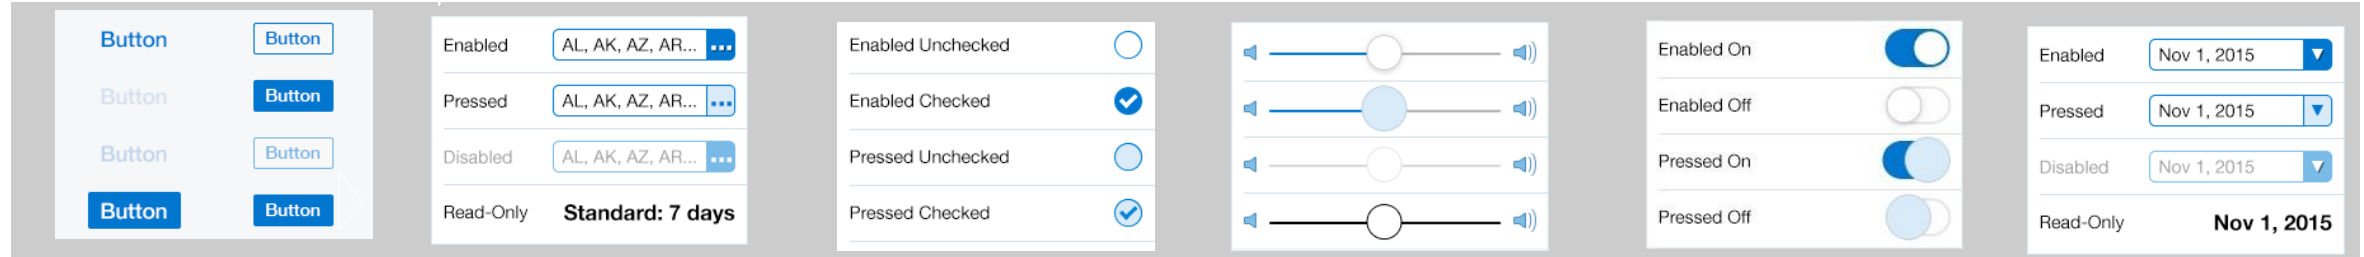 Button Button
Button Button
Button Button
Button Button
Enabled AL, AK, AZ, AR...
Pressed AL, AK, AZ, AR...
Disabled AL, AK, AZ, AR...
Read-Only Standard: 7 days
Enabled Unchecked
Enabled Checked
Pressed Unchecked
Pressed Checked
Enabled On
Enabled Off
Pressed On
Pressed Off
Enabled Nov 1, 2015
Pressed Nov 1, 2015
Disabled Nov 1, 2015
Read-Only Nov 1, 2015